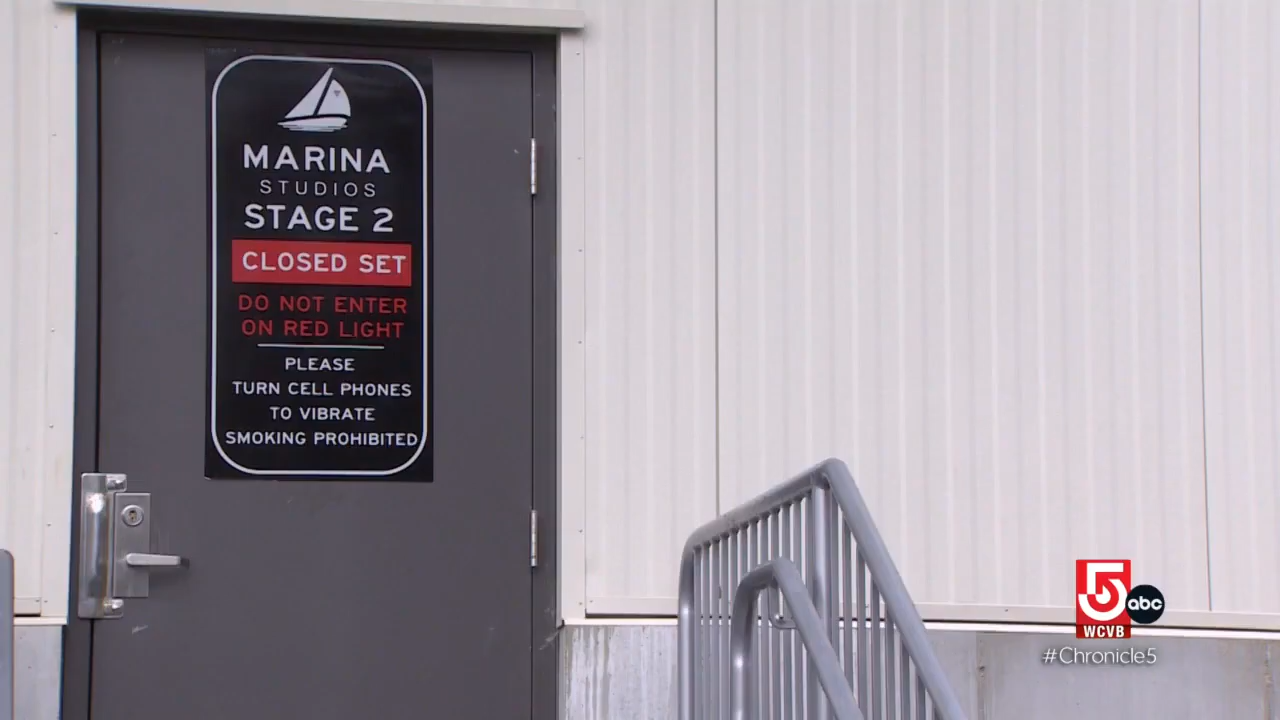 MARINA
STUDIOS
STAGE 2
CLOSED SET
DO NOT ENTER
ON RED LIGHT
PLEASE
TURN CELL PHONES
TO VIBRATE
SMOKING PROHIBITED
5
abc
WCVB
#Chronicle5